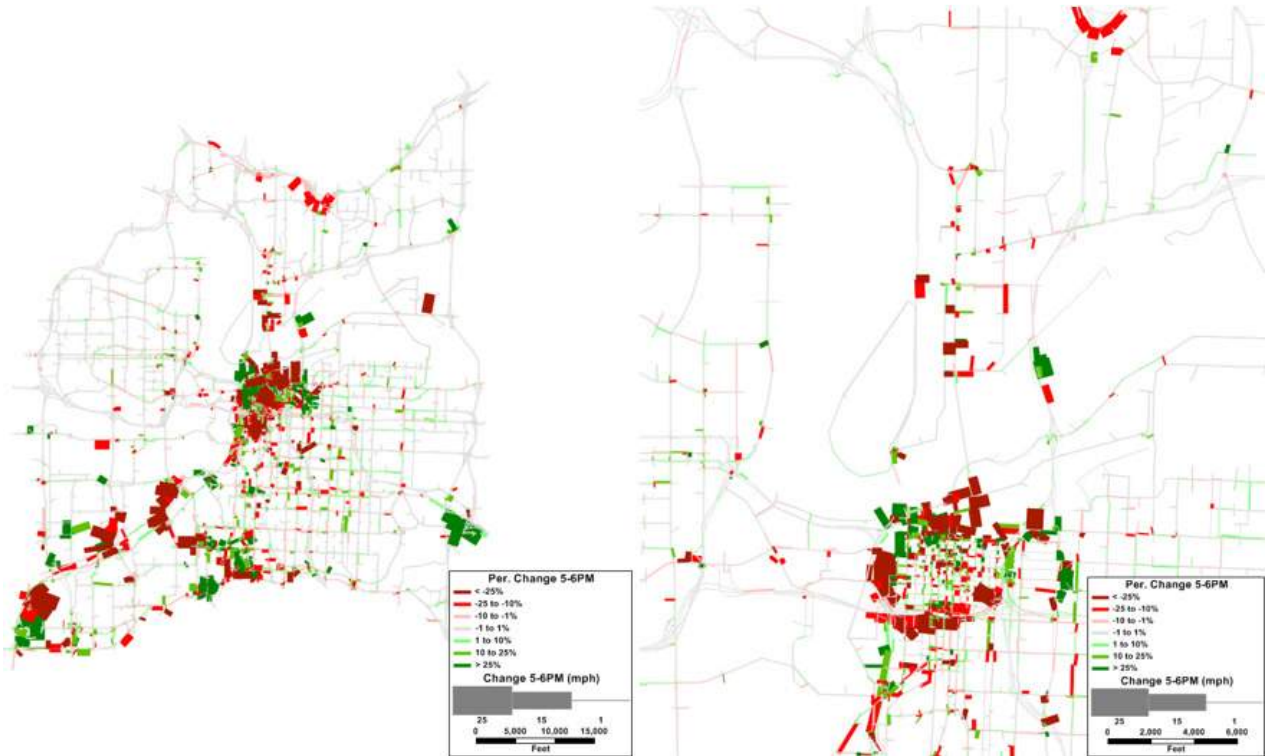 Per. Change 5-6PM
< -25%
-25 to -10%
-10 to -1%
-1 to 1%
1 to 10%
10 to 25%
> 25%
Change 5-6PM (mph)
25 15 1
0 5,000 10,000 15,000
Feet
Per. Change 5-6PM
< -25%
-25 to -10%
-10 to -1%
-1 to 1%
1 to 10%
10 to 25%
> 25%
Change 5-6PM (mph)
25 15 1
0 2,000 4,000 6,000
Feet